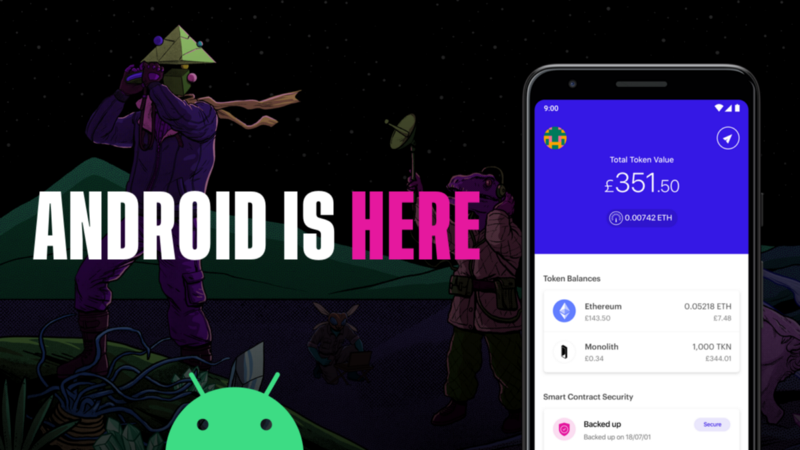 ANDROID IS HERE
9:00
Total Token Value
£351.50
0.00742 ETH
Token Balances
Ethereum 0.05218 ETH
£143.50 £7.48
Monolith 1,000 TKN
£0.34 £344.01
Smart Contract Security
Backed up Secure
Backed up on 18/07/01